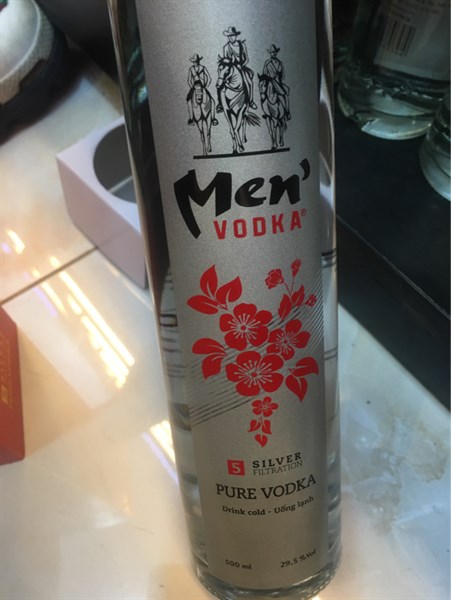 Men'
VODKA®
5 SILVER
FILTRATION
PURE VODKA
Drink cold - Uống lạnh
500 ml 29,5 %Vol